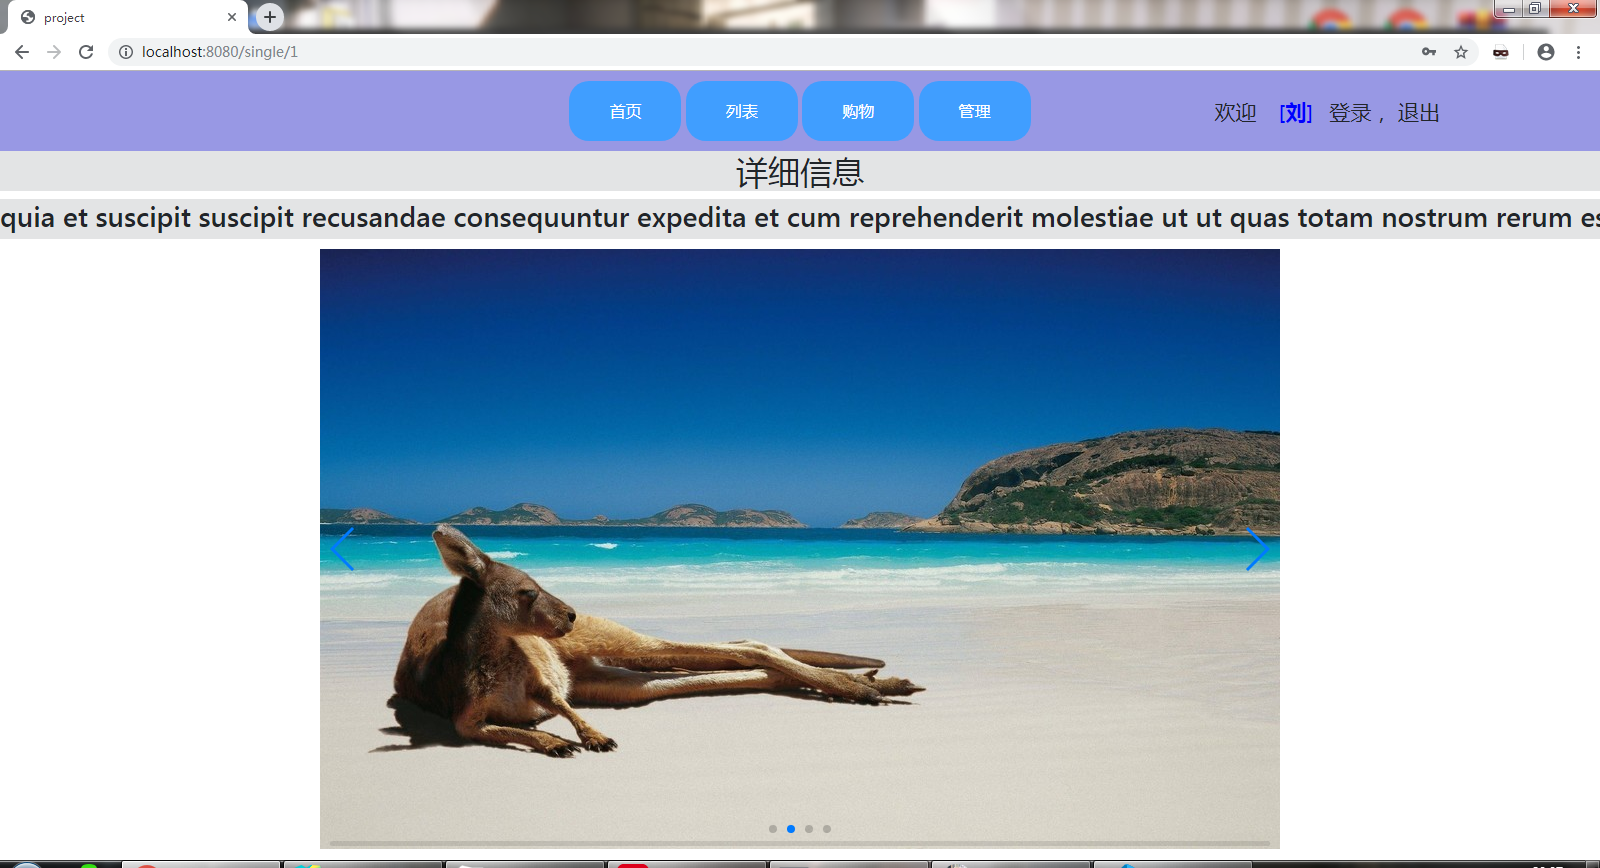 project
localhost:8080/single/1
首页 列表 购物 管理 欢迎 [刘] 登录， 退出
详细信息
quia et suscipit suscipit recusandae consequuntur expedita et cum reprehenderit molestiae ut ut quas totam nostrum rerum es